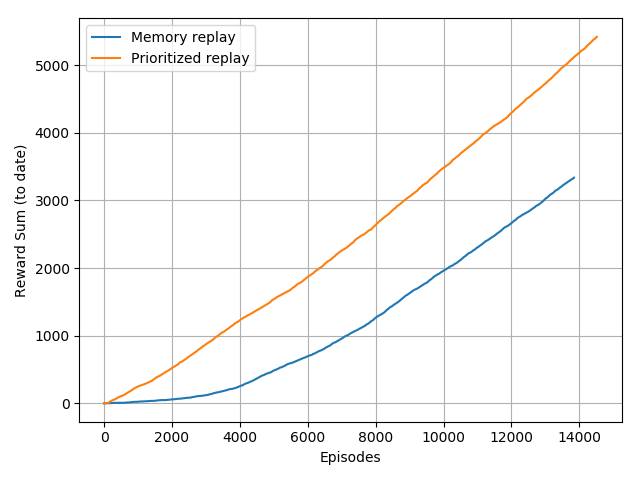 Memory replay
Prioritized replay
Reward Sum (to date)
5000
4000
3000
2000
1000
0
0 2000 4000 6000 8000 10000 12000 14000
Episodes